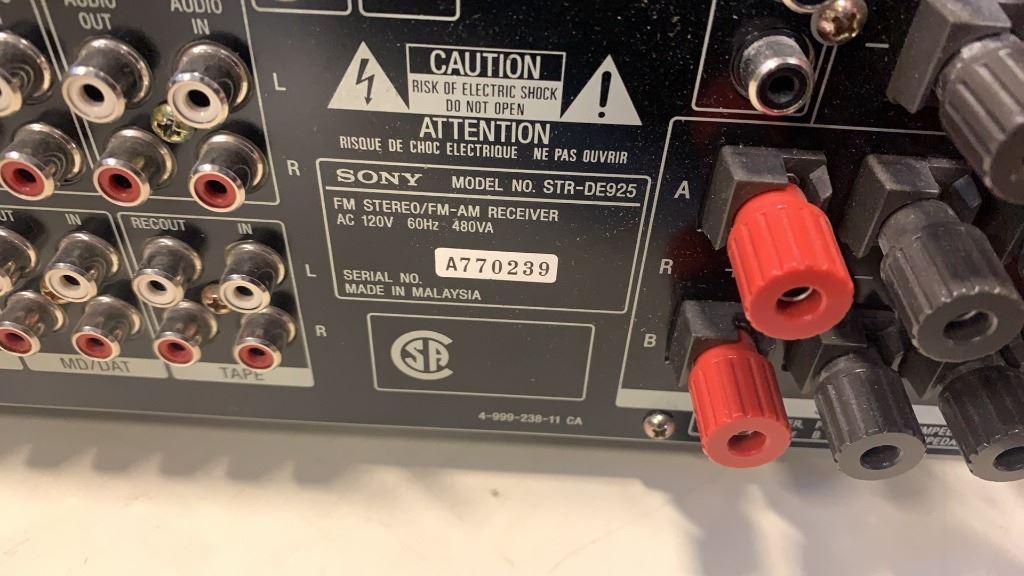 AUDIO OUT
AUDIO IN
L
R
CAUTION
RISK OF ELECTRIC SHOCK
DO NOT OPEN
ATTENTION
RISQUE DE CHOC ELECTRIQUE NE PAS OUVRIR
SONY MODEL NO. STR-DE925
FM STEREO/FM-AM RECEIVER
AC 120V 60Hz 480VA
SERIAL NO. A770239
MADE IN MALAYSIA
IN
RECOUT
IN
L
R
MD/DAT
TAPE
CSA
4-999-238-11 CA
A
R
B